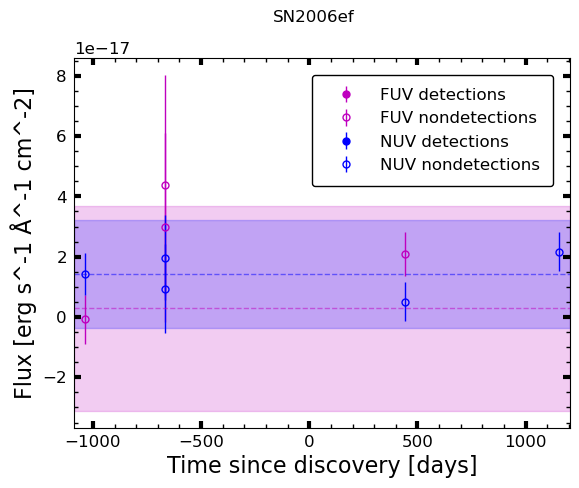 SN2006ef
1e−17
Flux [erg s^-1 Å^-1 cm^-2]
8
6
4
2
0
−2
FUV detections
FUV nondetections
NUV detections
NUV nondetections
−1000 −500 0 500 1000
Time since discovery [days]